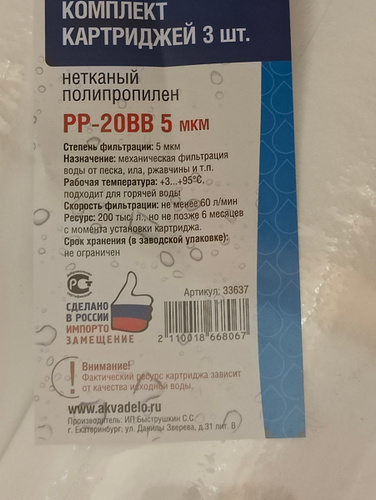 КОМПЛЕКТ
КАРТРИДЖЕЙ 3 шт.
нетканый
полипропилен
PP-20BB 5 мкм
Степень фильтрации: 5 мкм
Назначение: механическая фильтрация
воды от песка, ила, ржавчины и т.п.
Рабочая температура: +3...+95°C,
подходит для горячей воды
Скорость фильтрации: не менее 60 л/мин
Ресурс: 200 тыс. л., но не позже 6 месяцев
с момента установки картриджа.
Срок хранения (в заводской упаковке):
не ограничен
РСТ
Артикул: 33637
СДЕЛАНО
В РОССИИ
ИМПОРТО
ЗАМЕЩЕНИЕ
2 110018 668067
! Внимание!
Фактический ресурс картриджа зависит
от качества исходной воды.
www.akvadelo.ru
Производитель: ИП Быструшкин С.С.
г. Екатеринбург, ул. Данилы Зверева, д.31 лит. В